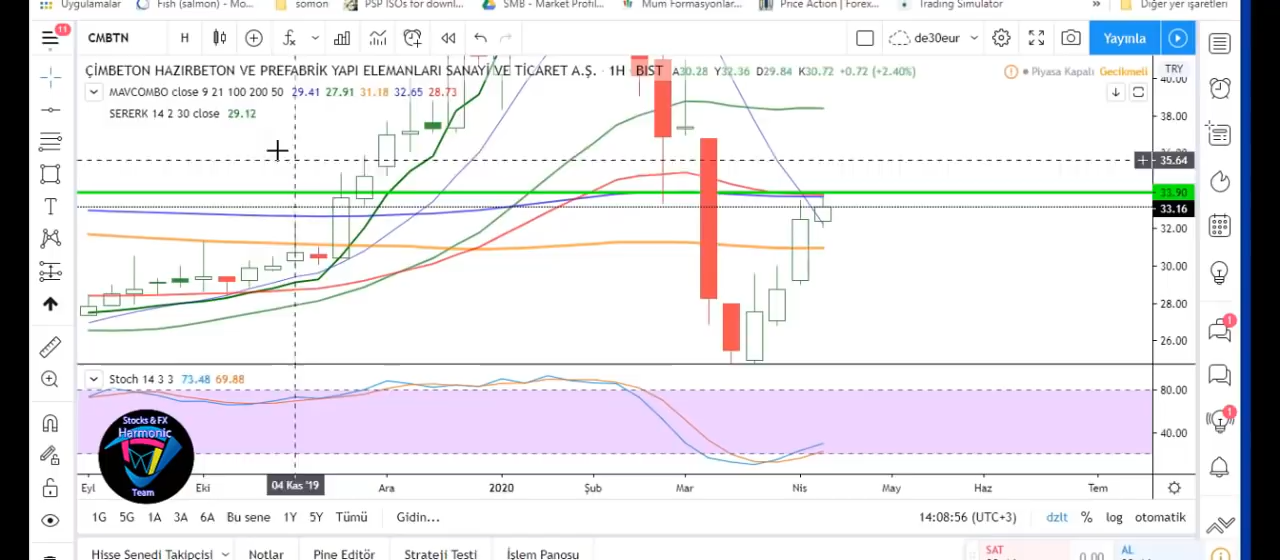 Uygulamalar Fish (salmon) - Mo... somon PSP ISOs for downl... SMB - Market Profil... Mum Formasyonlar... Price Action | Forex... Trading Simulator » Diğer yer işaretleri
11 CMBTN H de30eur Yayınla
ÇİMBETON HAZIRBETON VE PREFABRİK YAPI ELEMANLARI SANAYİ VE TİCARET A.Ş. · 1H · BIST A30.28 Y32.36 D29.84 K30.72 +0.72 (+2.40%) Piyasa Kapalı Gecikmeli TRY
40.00
MAVCOMBO close 9 21 100 200 50 29.41 27.91 31.18 32.65 28.73
SERERK 14 2 30 close 29.12
38.00
35.64
33.90
33.16
32.00
30.00
28.00
26.00
1
Stoch 14 3 3 73.48 69.88
80.00
1
40.00
Stocks & FX
Harmonic
Team
Eyl Eki 04 Kas '19 Ara 2020 Şub Mar Nis May Haz Tem
1G 5G 1A 3A 6A Bu sene 1Y 5Y Tümü Gidin... 14:08:56 (UTC+3) dzlt % log otomatik
Hisse Senedi Takipçisi Notlar Pine Editör Strateji Testi İşlem Panosu SAT 0.00 AL